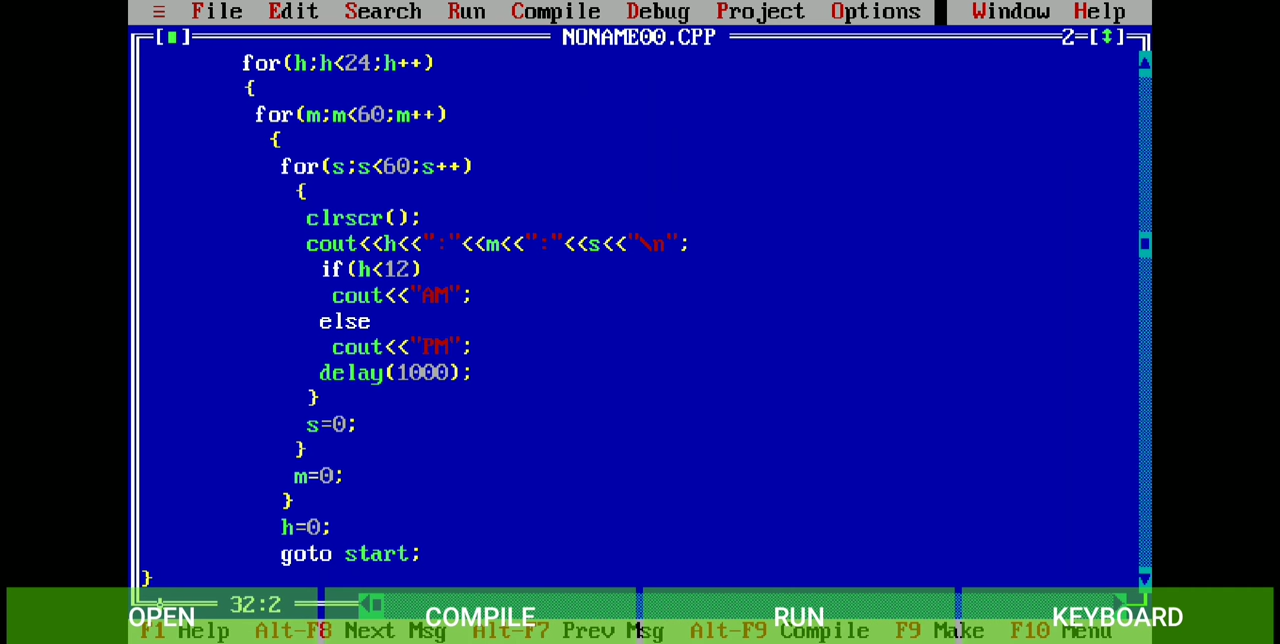 ≡ File Edit Search Run Compile Debug Project Options Window Help
[■] NONAME00.CPP 2=[↕]
for(h;h<24;h++)
{
for(m;m<60;m++)
{
for(s;s<60;s++)
{
clrscr();
cout<<h<<":"<<m<<":"<<s<<"\n";
if(h<12)
cout<<"AM";
else
cout<<"PM";
delay(1000);
}
s=0;
}
m=0;
}
h=0;
goto start;
}
32:2
OPEN COMPILE RUN KEYBOARD
F1 Help Alt-F8 Next Msg Alt-F7 Prev Msg Alt-F9 Compile F9 Make F10 Menu